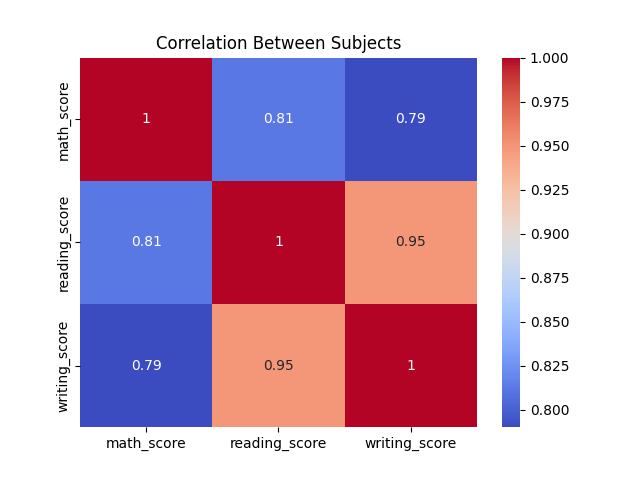 Correlation Between Subjects
math_score
1
0.81
0.79
reading_score
0.81
1
0.95
writing_score
0.79
0.95
1
math_score
reading_score
writing_score
1.000
0.975
0.950
0.925
0.900
0.875
0.850
0.825
0.800